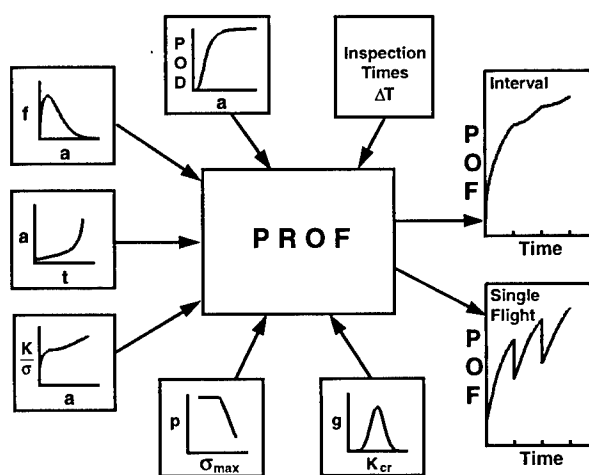 P
O
D
a
Inspection
Times
ΔT
f
a
a
t
K
σ
a
P R O F
p
σmax
g
Kcr
Interval
P
O
F
Time
Single
Flight
P
O
F
Time